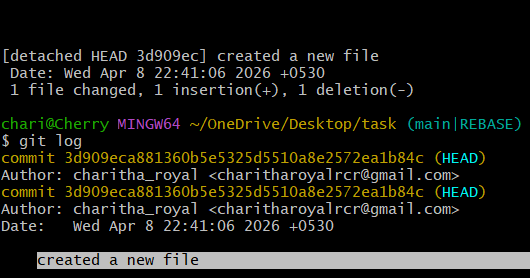 [detached HEAD 3d909ec] created a new file
Date: Wed Apr 8 22:41:06 2026 +0530
1 file changed, 1 insertion(+), 1 deletion(-)
chari@Cherry MINGW64 ~/OneDrive/Desktop/task (main|REBASE)
$ git log
commit 3d909eca881360b5e5325d5510a8e2572ea1b84c (HEAD)
Author: charitha_royal <charitharoyalrcr@gmail.com>
commit 3d909eca881360b5e5325d5510a8e2572ea1b84c (HEAD)
Author: charitha_royal <charitharoyalrcr@gmail.com>
Date:   Wed Apr 8 22:41:06 2026 +0530
created a new file